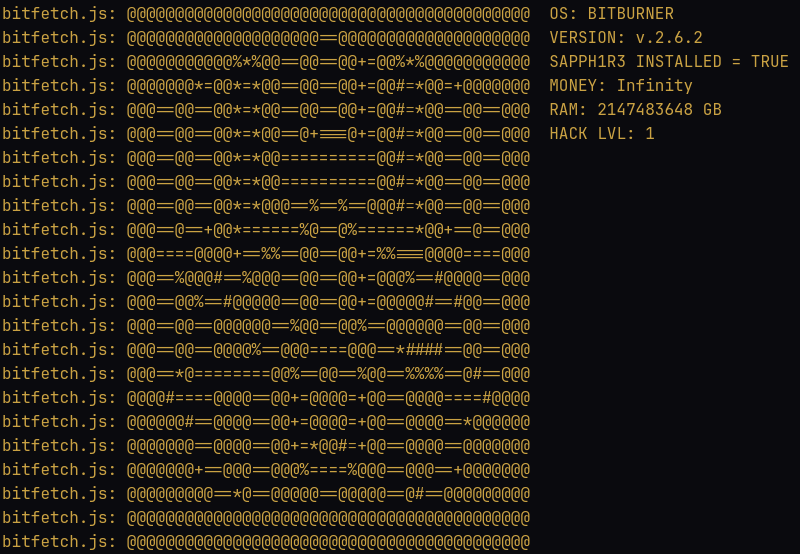 bitfetch.js: @@@@@@@@@@@@@@@@@@@@@@@@@@@@@@@@@@@@@@@@@@  OS: BITBURNER
bitfetch.js: @@@@@@@@@@@@@@@@@@@@==@@@@@@@@@@@@@@@@@@@@  VERSION: v.2.6.2
bitfetch.js: @@@@@@@@@@@%*%@@==@@==@@+=@@%*%@@@@@@@@@@@  SAPPH1R3 INSTALLED = TRUE
bitfetch.js: @@@@@@@*=@@*=*@@==@@==@@+=@@#=*@@=+@@@@@@@  MONEY: Infinity
bitfetch.js: @@@==@@==@@*=*@@==@@==@@+=@@#=*@@==@@==@@@  RAM: 2147483648 GB
bitfetch.js: @@@==@@==@@*=*@@==@+===@+=@@#=*@@==@@==@@@  HACK LVL: 1
bitfetch.js: @@@==@@==@@*=*@@==========@@#=*@@==@@==@@@
bitfetch.js: @@@==@@==@@*=*@@==========@@#=*@@==@@==@@@
bitfetch.js: @@@==@@==@@*=*@@@==%==%==@@@#=*@@==@@==@@@
bitfetch.js: @@@==@==+@@*======%@==@%======*@@+==@==@@@
bitfetch.js: @@@====@@@@+==%%==@@==@@+=%%===@@@@====@@@
bitfetch.js: @@@==%@@@#==%@@@==@@==@@+=@@@%==#@@@@==@@@
bitfetch.js: @@@==@@%==#@@@@@==@@==@@+=@@@@@#==#@@==@@@
bitfetch.js: @@@==@@==@@@@@@==%@@==@@%==@@@@@@==@@==@@@
bitfetch.js: @@@==@@==@@@@%==@@@====@@@==*####==@@==@@@
bitfetch.js: @@@==*@========@@%==@@==%@@==%%%%==@#==@@@
bitfetch.js: @@@@#====@@@@==@@+=@@@@=+@@==@@@@====#@@@@
bitfetch.js: @@@@@@#==@@@@==@@+=@@@@=+@@==@@@@==*@@@@@@
bitfetch.js: @@@@@@@==@@@@==@@+=*@@#=+@@==@@@@==@@@@@@@
bitfetch.js: @@@@@@@+==@@@==@@@%====%@@@==@@@==+@@@@@@@
bitfetch.js: @@@@@@@@@==*@==@@@@@==@@@@@==@#==@@@@@@@@@
bitfetch.js: @@@@@@@@@@@@@@@@@@@@@@@@@@@@@@@@@@@@@@@@@@
bitfetch.js: @@@@@@@@@@@@@@@@@@@@@@@@@@@@@@@@@@@@@@@@@@